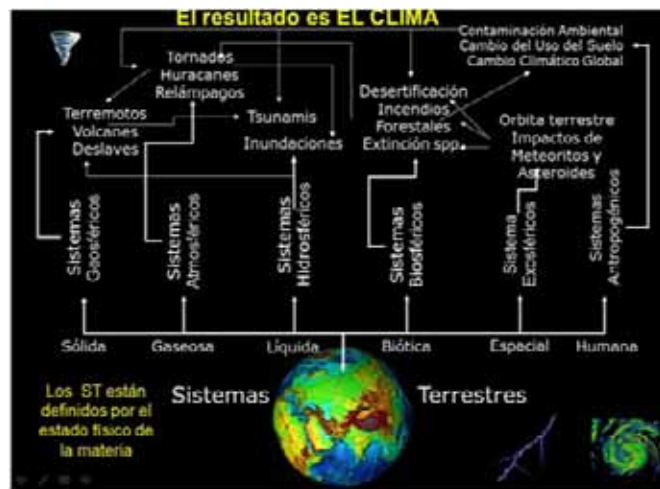 El resultado es EL CLIMA
Contaminación Ambiental
Cambio del Uso del Suelo
Cambio Climático Global
Tornados
Huracanes
Relámpagos
Terremotos
Volcanes
Deslaves
Tsunamis
Inundaciones
Desertificación
Incendios
Forestales
Extinción spp.
Orbita terrestre
Impactos de
Meteoritos y
Asteroides
Sistemas
Geosféricos
Sistemas
Atmosféricos
Sistemas
Hidrosféricos
Sistemas
Biosféricos
Sistema
Exosféricos
Sistemas
Antropogénicos
Sólida
Gaseosa
Líquida
Biótica
Espacial
Humana
Los ST están
definidos por el
estado físico de
la materia
Sistemas
Terrestres